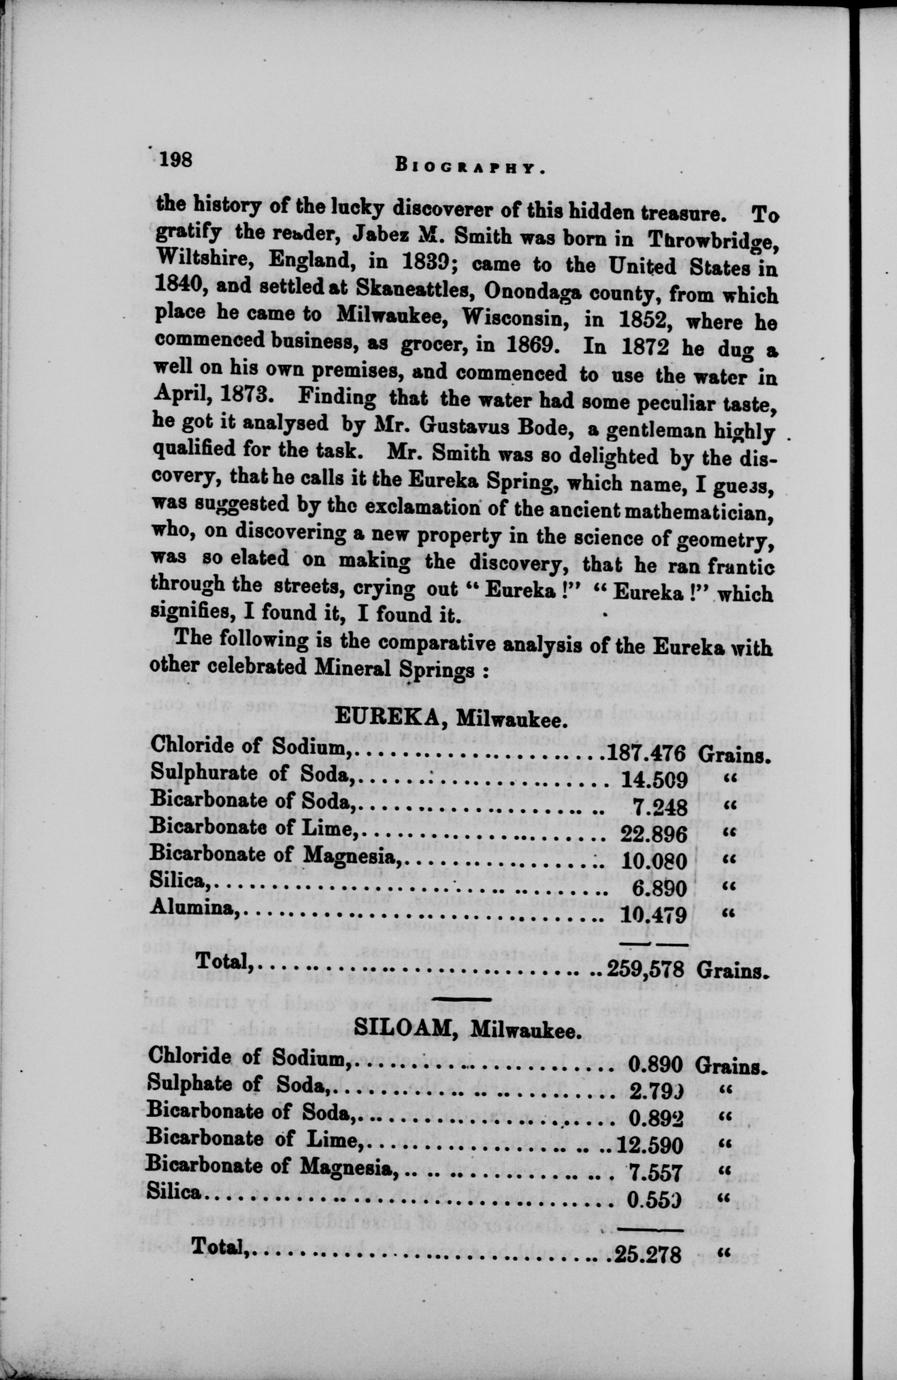 198 BIOGRAPHY.
the history of the lucky discoverer of this hidden treasure. To
gratify the reader, Jabez M. Smith was born in Throwbridge,
Wiltshire, England, in 1839; came to the United States in
1840, and settled at Skaneattles, Onondaga county, from which
place he came to Milwaukee, Wisconsin, in 1852, where he
commenced business, as grocer, in 1869. In 1872 he dug a
well on his own premises, and commenced to use the water in
April, 1873. Finding that the water had some peculiar taste,
he got it analysed by Mr. Gustavus Bode, a gentleman highly
qualified for the task. Mr. Smith was so delighted by the dis-
covery, that he calls it the Eureka Spring, which name, I guess,
was suggested by the exclamation of the ancient mathematician,
who, on discovering a new property in the science of geometry,
was so elated on making the discovery, that he ran frantic
through the streets, crying out "Eureka!" "Eureka!" which
signifies, I found it, I found it.
The following is the comparative analysis of the Eureka with
other celebrated Mineral Springs :
EUREKA, Milwaukee.
Chloride of Sodium,........................187.476 Grains.
Sulphurate of Soda,........................ 14.509 "
Bicarbonate of Soda,...................... 7.248 "
Bicarbonate of Lime,...................... 22.896 "
Bicarbonate of Magnesia,.................. 10.080 "
Silica,................................... 6.890 "
Alumina,................................ 10.479 "
Total,..............................259,578 Grains.
SILOAM, Milwaukee.
Chloride of Sodium,....................... 0.890 Grains.
Sulphate of Soda,......................... 2.799 "
Bicarbonate of Soda,...................... 0.892 "
Bicarbonate of Lime,......................12.590 "
Bicarbonate of Magnesia,.................. 7.557 "
Silica.................................... 0.550 "
Total,................................25.278 "